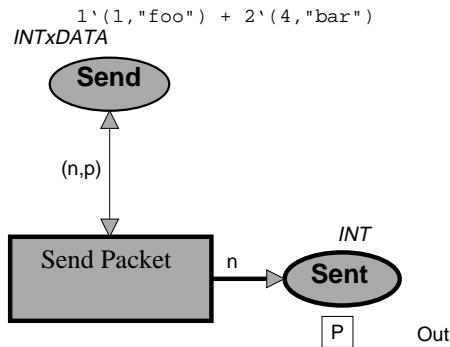 1`(1,"foo") + 2`(4,"bar")
INTxDATA
Send
(n,p)
INT
Send Packet
n
Sent
P
Out